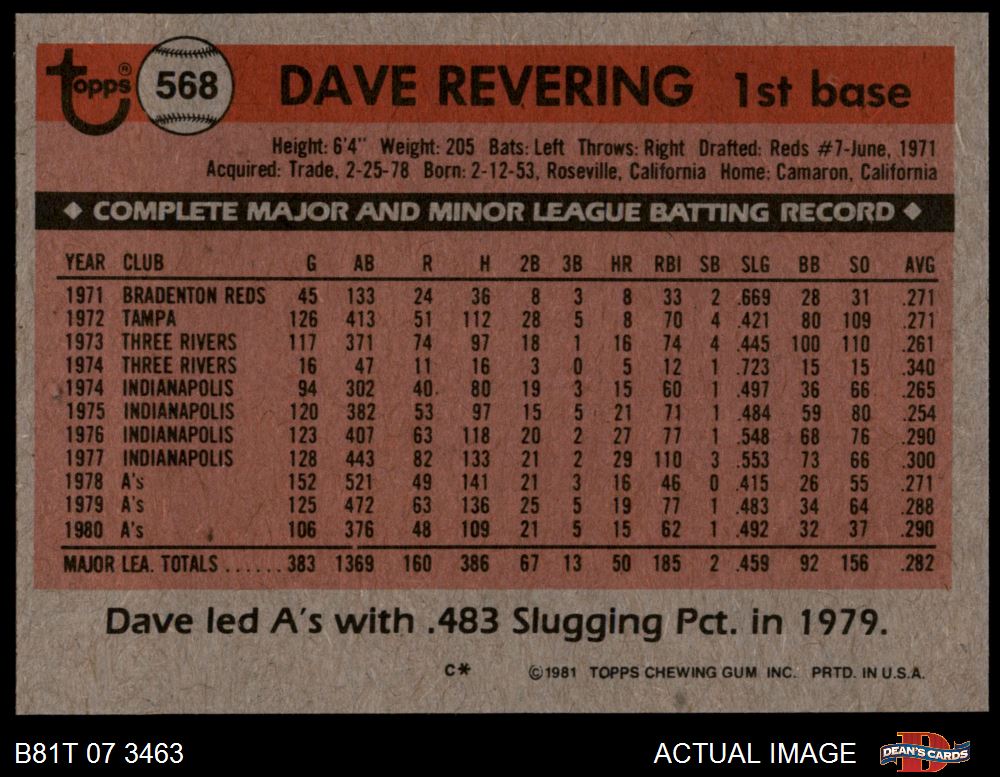 topps® 568 DAVE REVERING 1st base
Height: 6'4" Weight: 205 Bats: Left Throws: Right Drafted: Reds #7-June, 1971
Acquired: Trade, 2-25-78 Born: 2-12-53, Roseville, California Home: Camaron, California
◆ COMPLETE MAJOR AND MINOR LEAGUE BATTING RECORD ◆
YEAR CLUB G AB R H 2B 3B HR RBI SB SLG BB SO AVG
1971 BRADENTON REDS 45 133 24 36 8 3 8 33 2 .669 28 31 .271
1972 TAMPA 126 413 51 112 28 5 8 70 4 .421 80 109 .271
1973 THREE RIVERS 117 371 74 97 18 1 16 74 4 .445 100 110 .261
1974 THREE RIVERS 16 47 11 16 3 0 5 12 1 .723 15 15 .340
1974 INDIANAPOLIS 94 302 40 80 19 3 15 60 1 .497 36 66 .265
1975 INDIANAPOLIS 120 382 53 97 15 5 21 71 1 .484 59 80 .254
1976 INDIANAPOLIS 123 407 63 118 20 2 27 77 1 .548 68 76 .290
1977 INDIANAPOLIS 128 443 82 133 21 2 29 110 3 .553 73 66 .300
1978 A's 152 521 49 141 21 3 16 46 0 .415 26 55 .271
1979 A's 125 472 63 136 25 5 19 77 1 .483 34 64 .288
1980 A's 106 376 48 109 21 5 15 62 1 .492 32 37 .290
MAJOR LEA. TOTALS ...... 383 1369 160 386 67 13 50 185 2 .459 92 156 .282
Dave led A's with .483 Slugging Pct. in 1979.
C* ©1981 TOPPS CHEWING GUM INC. PRTD. IN U.S.A.
B81T 07 3463 ACTUAL IMAGE DEAN'S CARDS